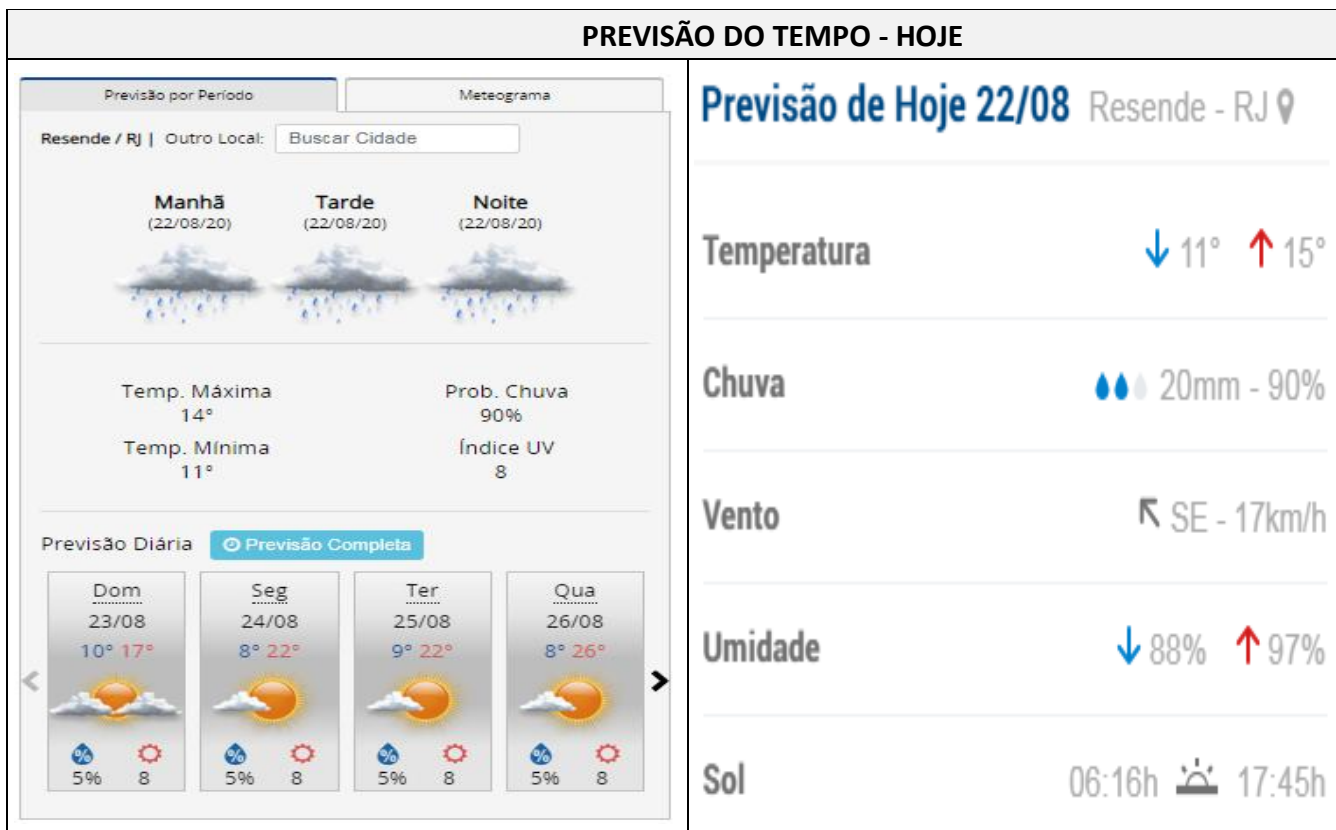 PREVISÃO DO TEMPO - HOJE
Previsão por Período
Meteograma
Resende / RJ | Outro Local: Buscar Cidade
Manhã Tarde Noite
(22/08/20) (22/08/20) (22/08/20)
Temp. Máxima Prob. Chuva
14° 90%
Temp. Mínima Índice UV
11° 8
Previsão Diária Previsão Completa
Dom Seg Ter Qua
23/08 24/08 25/08 26/08
10° 17° 8° 22° 9° 22° 8° 26°
% % % %
5% 8 5% 8 5% 8 5% 8
Previsão de Hoje 22/08 Resende - RJ
Temperatura 11° 15°
Chuva 20mm - 90%
Vento SE - 17km/h
Umidade 88% 97%
Sol 06:16h 17:45h